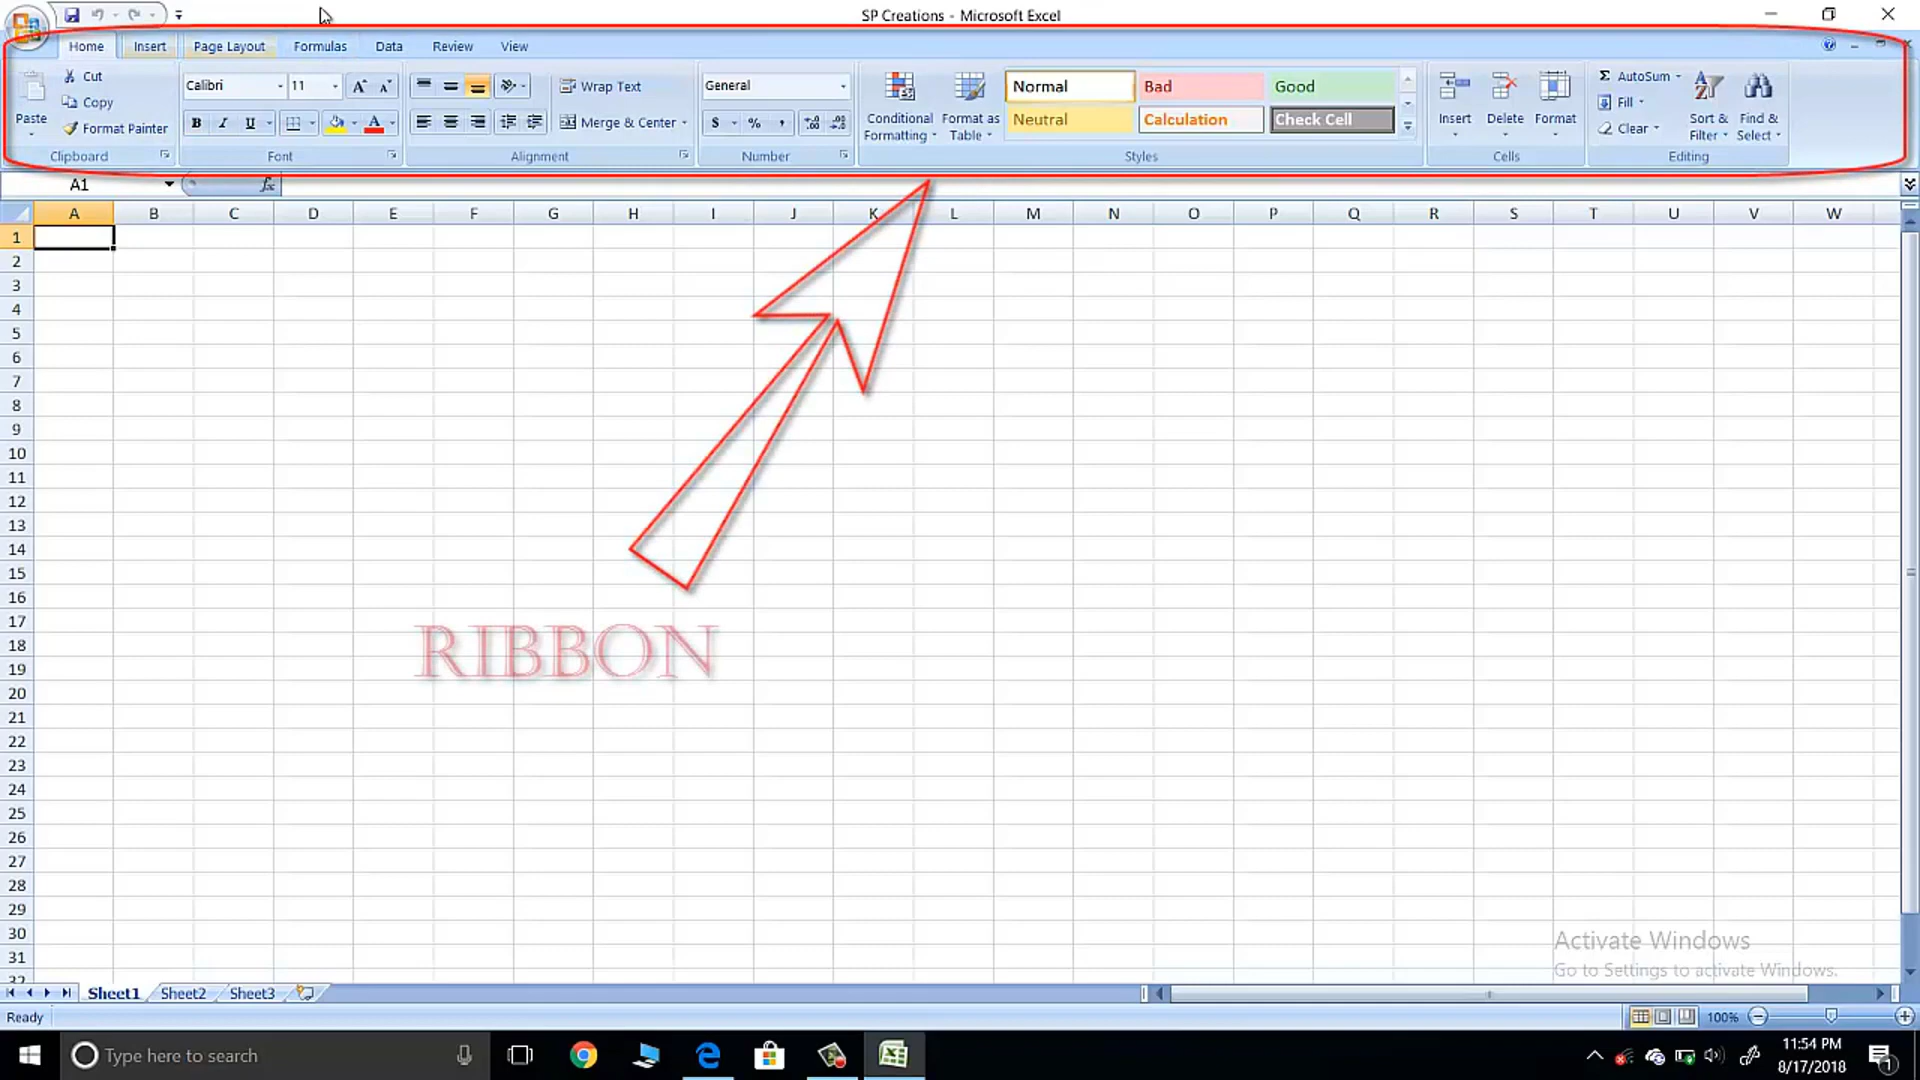 SP Creations - Microsoft Excel
Home Insert Page Layout Formulas Data Review View
Paste
Cut
Copy
Format Painter
Clipboard
Calibri 11
B I U
Font
Wrap Text
Merge & Center
Alignment
General
$ % ,
Number
Conditional Formatting
Format as Table
Normal Bad Good
Neutral Calculation Check Cell
Styles
Insert Delete Format
Cells
Σ AutoSum
Fill
Clear
Sort & Filter
Find & Select
Editing
A1 fx
A B C D E F G H I J K L M N O P Q R S T U V W
1
2
3
4
5
6
7
8
9
10
11
12
13
14
15
16
17
18
19
20
21
22
23
24
25
26
27
28
29
30
31
32
RIBBON
Activate Windows
Go to Settings to activate Windows.
Sheet1 Sheet2 Sheet3
Ready 100%
Type here to search
11:54 PM
8/17/2018
1